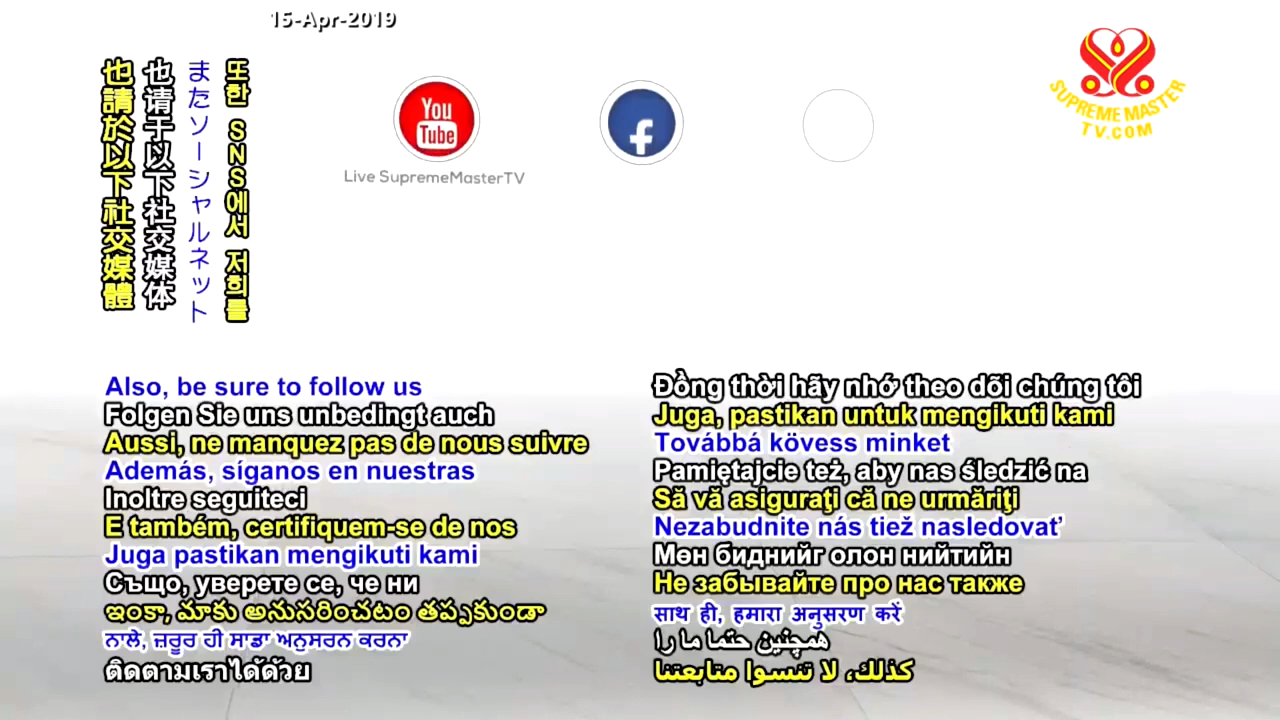 15-Apr-2019
也請於以下社交媒體
也请于以下社交媒体
またソーシャルネット
또한 SNS에서 저희를
You
Tube
Live SupremeMasterTV
f
SUPREME MASTER
TV.COM
Also, be sure to follow us
Folgen Sie uns unbedingt auch
Aussi, ne manquez pas de nous suivre
Además, síganos en nuestras
Inoltre seguiteci
E também, certifiquem-se de nos
Juga pastikan mengikuti kami
Също, уверете се, че ни
ఇంకా, మాకు అనుసరించటం తప్పకుండా
ਨਾਲੇ, ਜ਼ਰੂਰ ਹੀ ਸਾਡਾ ਅਨੁਸਰਨ ਕਰਨਾ
ติดตามเราได้ด้วย
Đồng thời hãy nhớ theo dõi chúng tôi
Juga, pastikan untuk mengikuti kami
Továbbá kövess minket
Pamiętajcie też, aby nas śledzić na
Să vă asiguraţi că ne urmăriţi
Nezabudnite nás tiež nasledovať
Мөн биднийг олон нийтийн
Не забывайте про нас также
साथ ही, हमारा अनुसरण करें
همچنین حتما ما را
كذلك، لا تنسوا متابعتنا